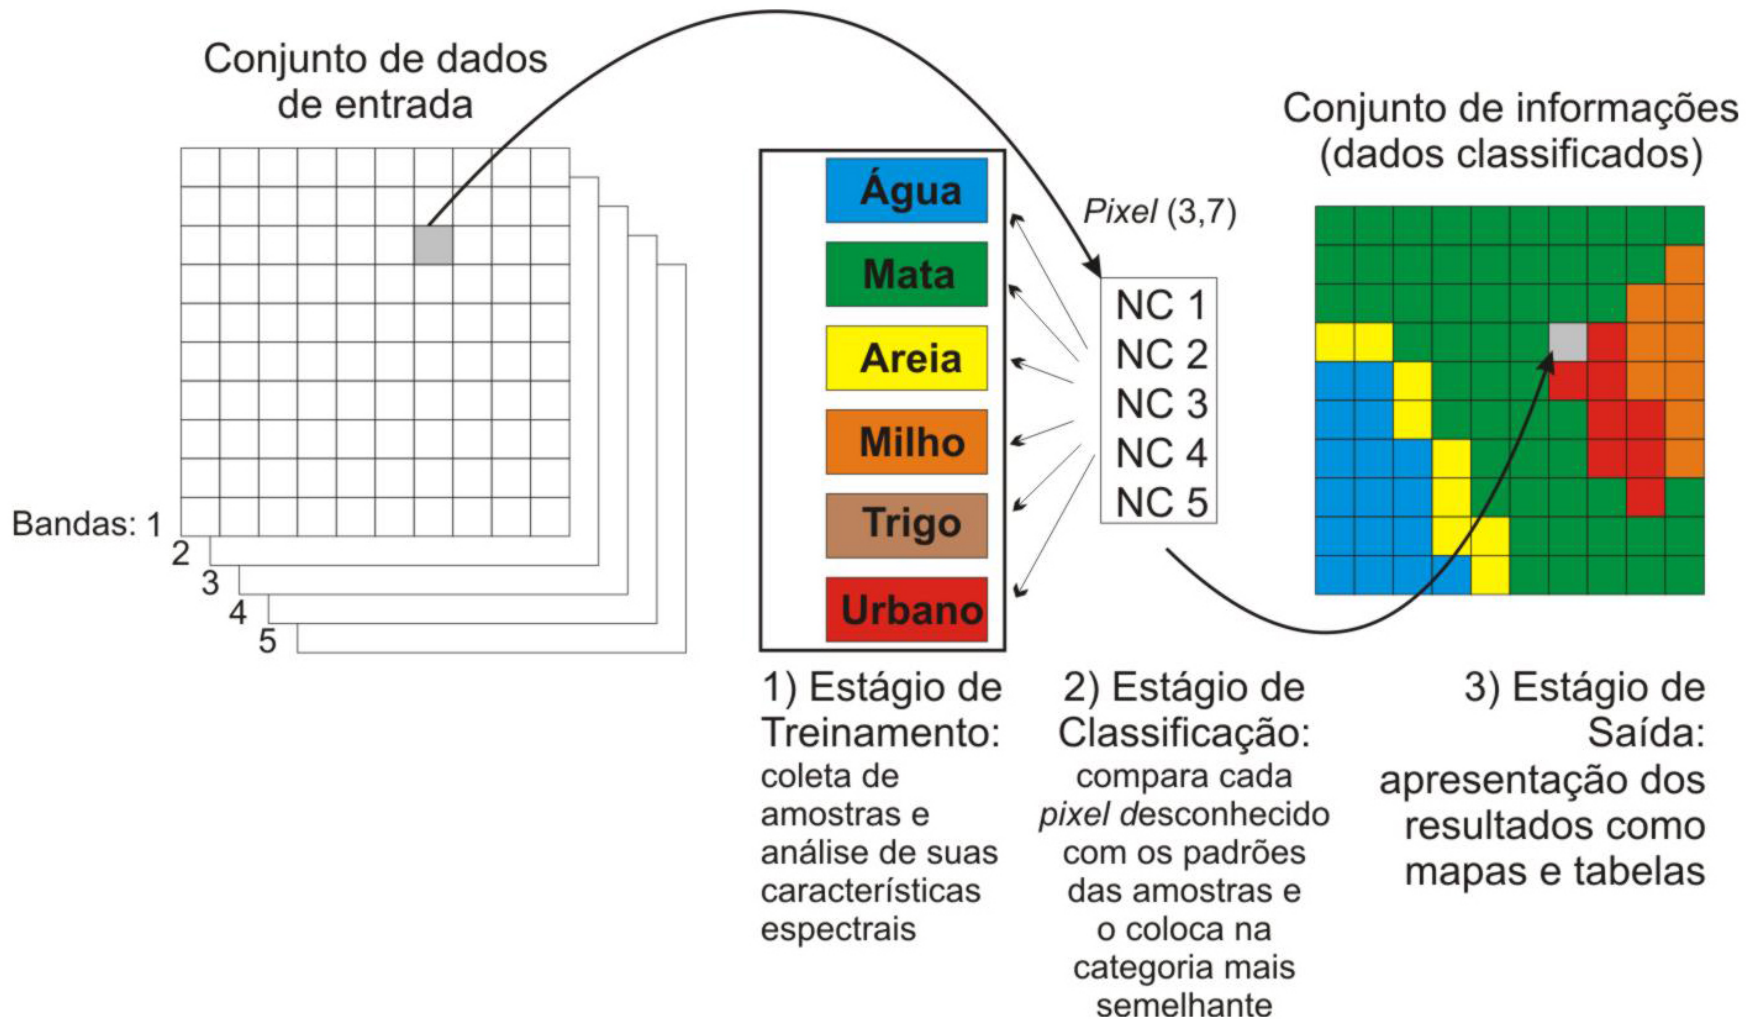 Conjunto de dados
de entrada
Bandas: 1
2
3
4
5
Água
Mata
Areia
Milho
Trigo
Urbano
Pixel (3,7)
NC 1
NC 2
NC 3
NC 4
NC 5
Conjunto de informações
(dados classificados)
1) Estágio de
Treinamento:
coleta de
amostras e
análise de suas
características
espectrais
2) Estágio de
Classificação:
compara cada
pixel desconhecido
com os padrões
das amostras e
o coloca na
categoria mais
semelhante
3) Estágio de
Saída:
apresentação dos
resultados como
mapas e tabelas